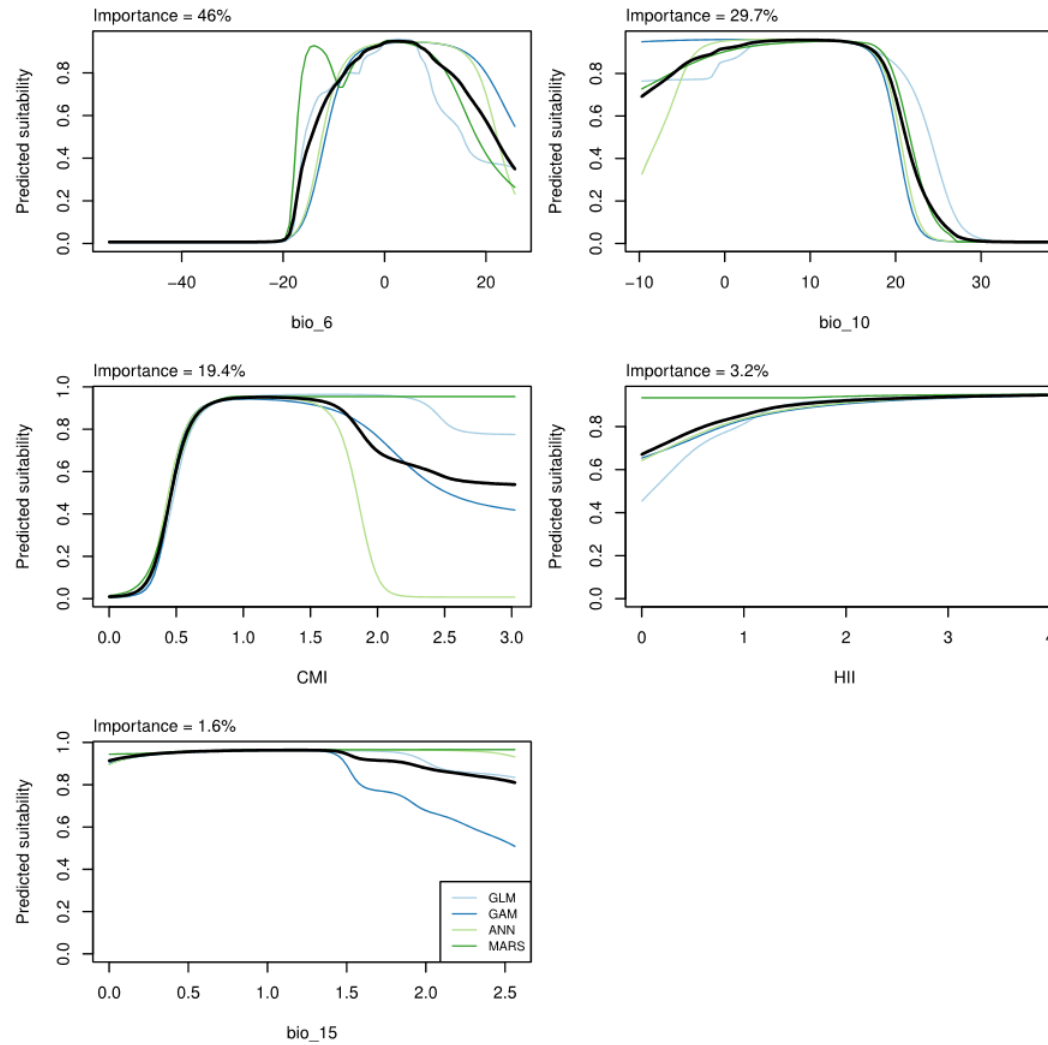 Importance = 46%
Predicted suitability
0.0 0.2 0.4 0.6 0.8
−40 −20 0 20
bio_6
Importance = 29.7%
Predicted suitability
0.0 0.2 0.4 0.6 0.8
−10 0 10 20 30
bio_10
Importance = 19.4%
Predicted suitability
0.0 0.2 0.4 0.6 0.8 1.0
0.0 0.5 1.0 1.5 2.0 2.5 3.0
CMI
Importance = 3.2%
Predicted suitability
0.0 0.2 0.4 0.6 0.8
0 1 2 3 4
HII
Importance = 1.6%
Predicted suitability
0.0 0.2 0.4 0.6 0.8 1.0
0.0 0.5 1.0 1.5 2.0 2.5
bio_15
GLM
GAM
ANN
MARS